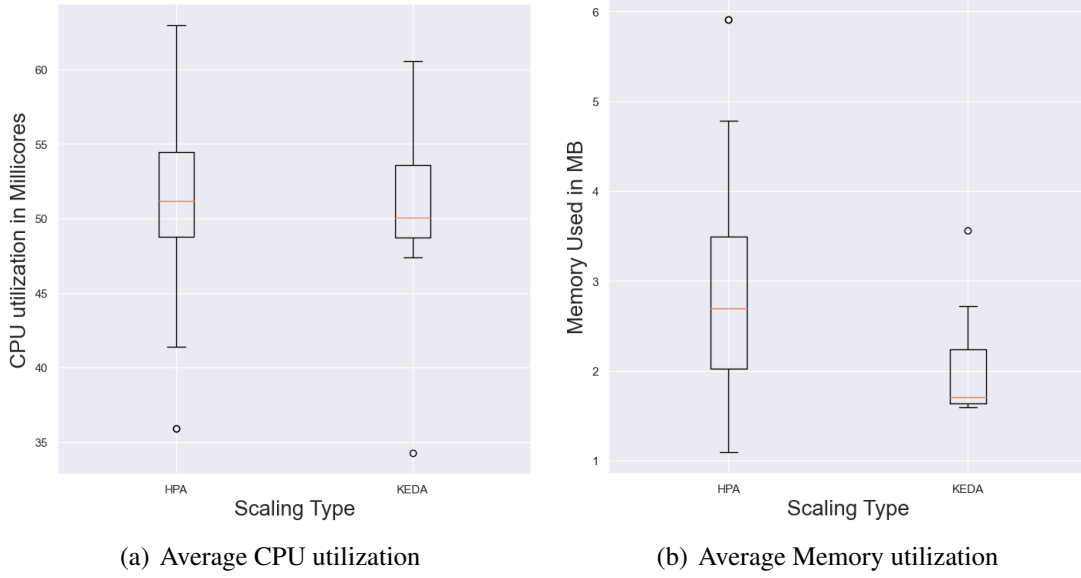 CPU utilization in Millicores
60
55
50
45
40
35
HPA
KEDA
Scaling Type
(a) Average CPU utilization
Memory Used in MB
6
5
4
3
2
1
HPA
KEDA
Scaling Type
(b) Average Memory utilization